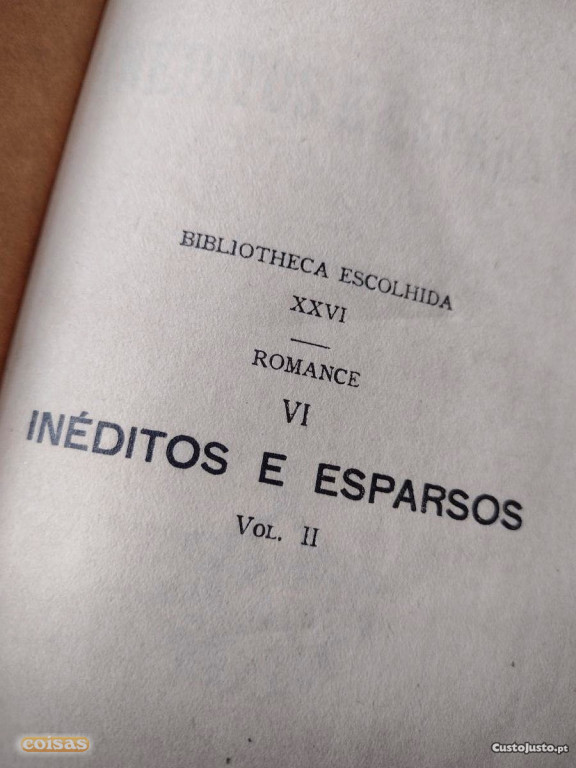 BIBLIOTHECA ESCOLHIDA
XXVI
ROMANCE
VI
INÉDITOS E ESPARSOS
VOL. II
coisas
CustoJusto.pt